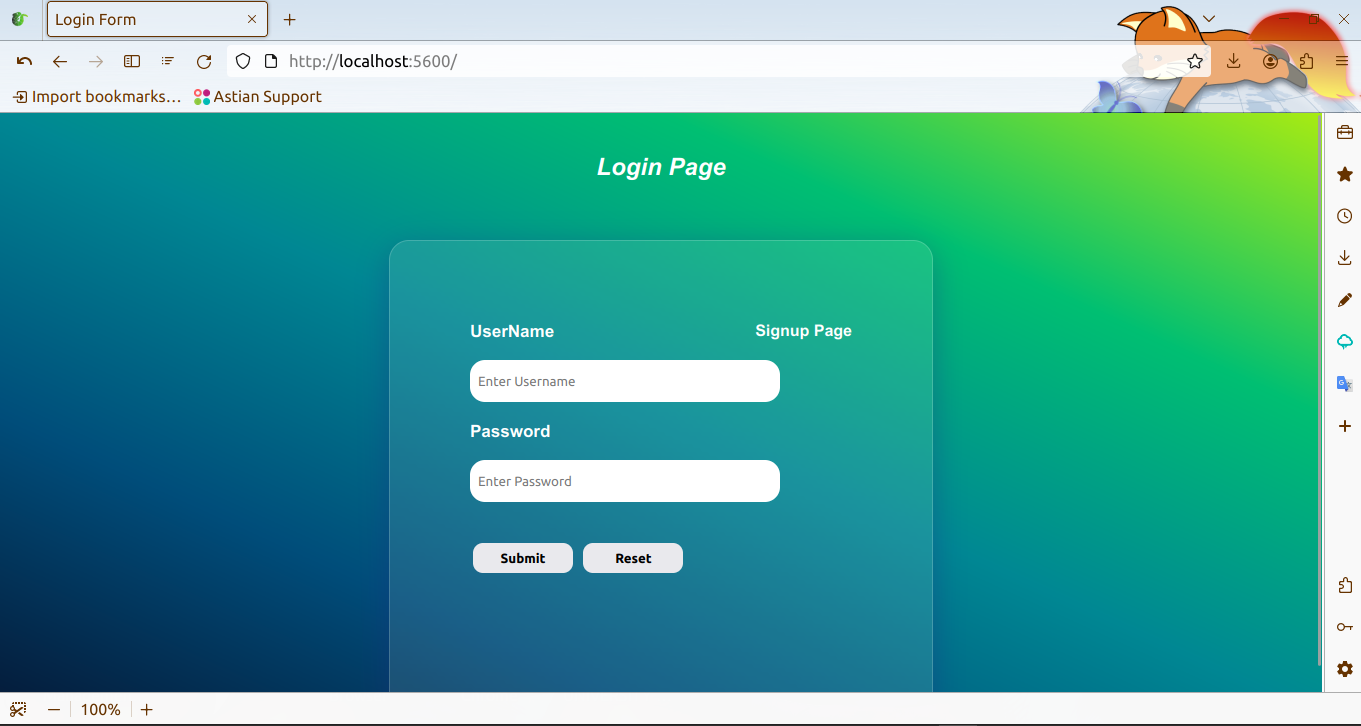 Login Form
http://localhost:5600/
Import bookmarks...
Astian Support
Login Page
UserName
Signup Page
Enter Username
Password
Enter Password
Submit
Reset
100%